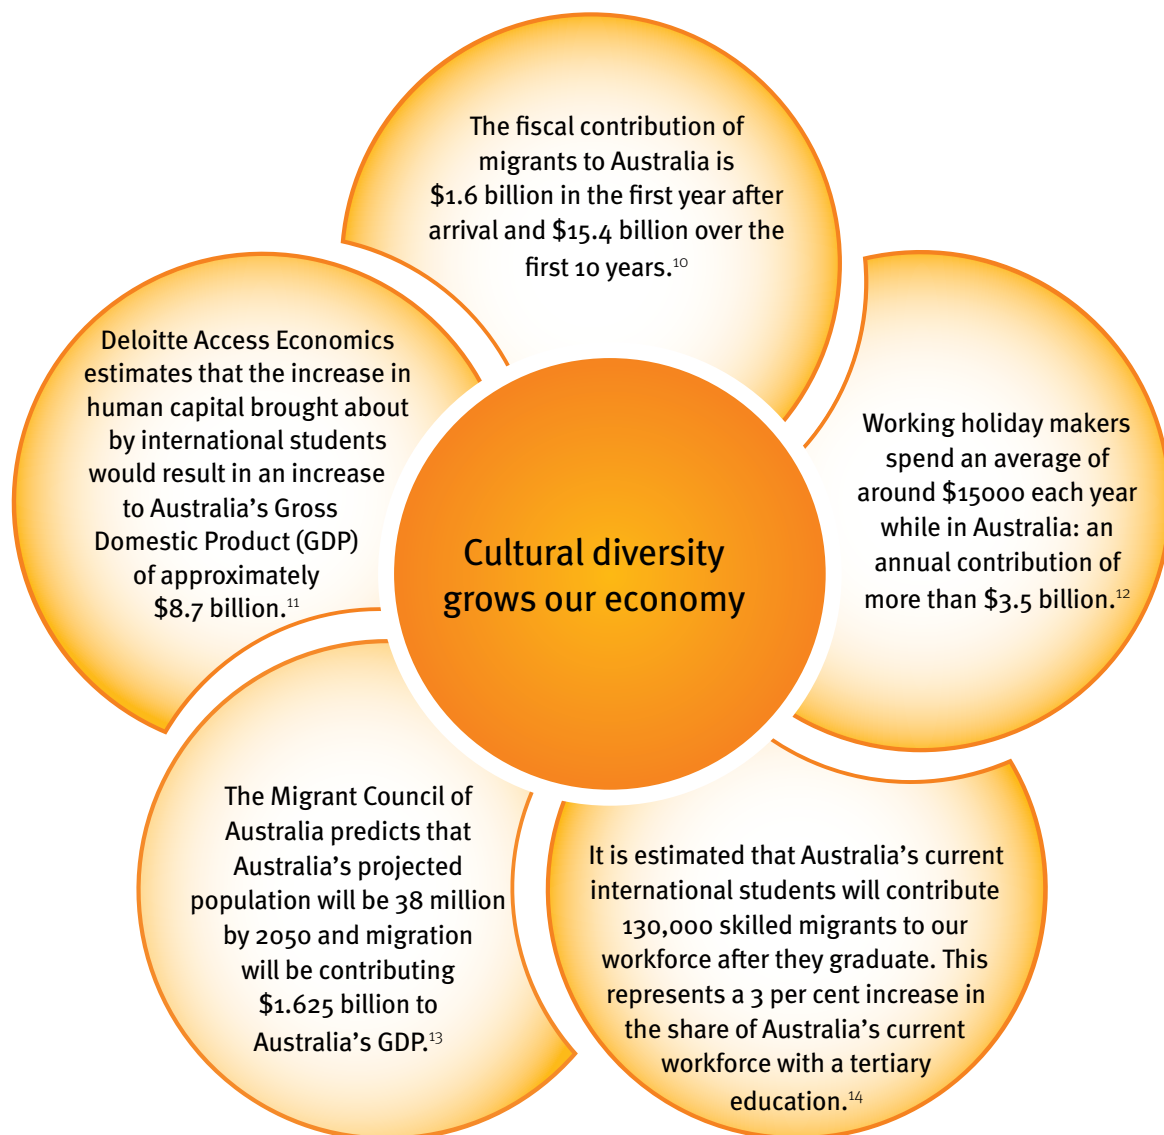 The fiscal contribution of
migrants to Australia is
$1.6 billion in the first year after
arrival and $15.4 billion over the
first 10 years.10
Deloitte Access Economics
estimates that the increase in
human capital brought about
by international students
would result in an increase
to Australia’s Gross
Domestic Product (GDP)
of approximately
$8.7 billion.11
Working holiday makers
spend an average of
around $15000 each year
while in Australia: an
annual contribution of
more than $3.5 billion.12
Cultural diversity
grows our economy
The Migrant Council of
Australia predicts that
Australia’s projected
population will be 38 million
by 2050 and migration
will be contributing
$1.625 billion to
Australia’s GDP.13
It is estimated that Australia’s current
international students will contribute
130,000 skilled migrants to our
workforce after they graduate. This
represents a 3 per cent increase in
the share of Australia’s current
workforce with a tertiary
education.14